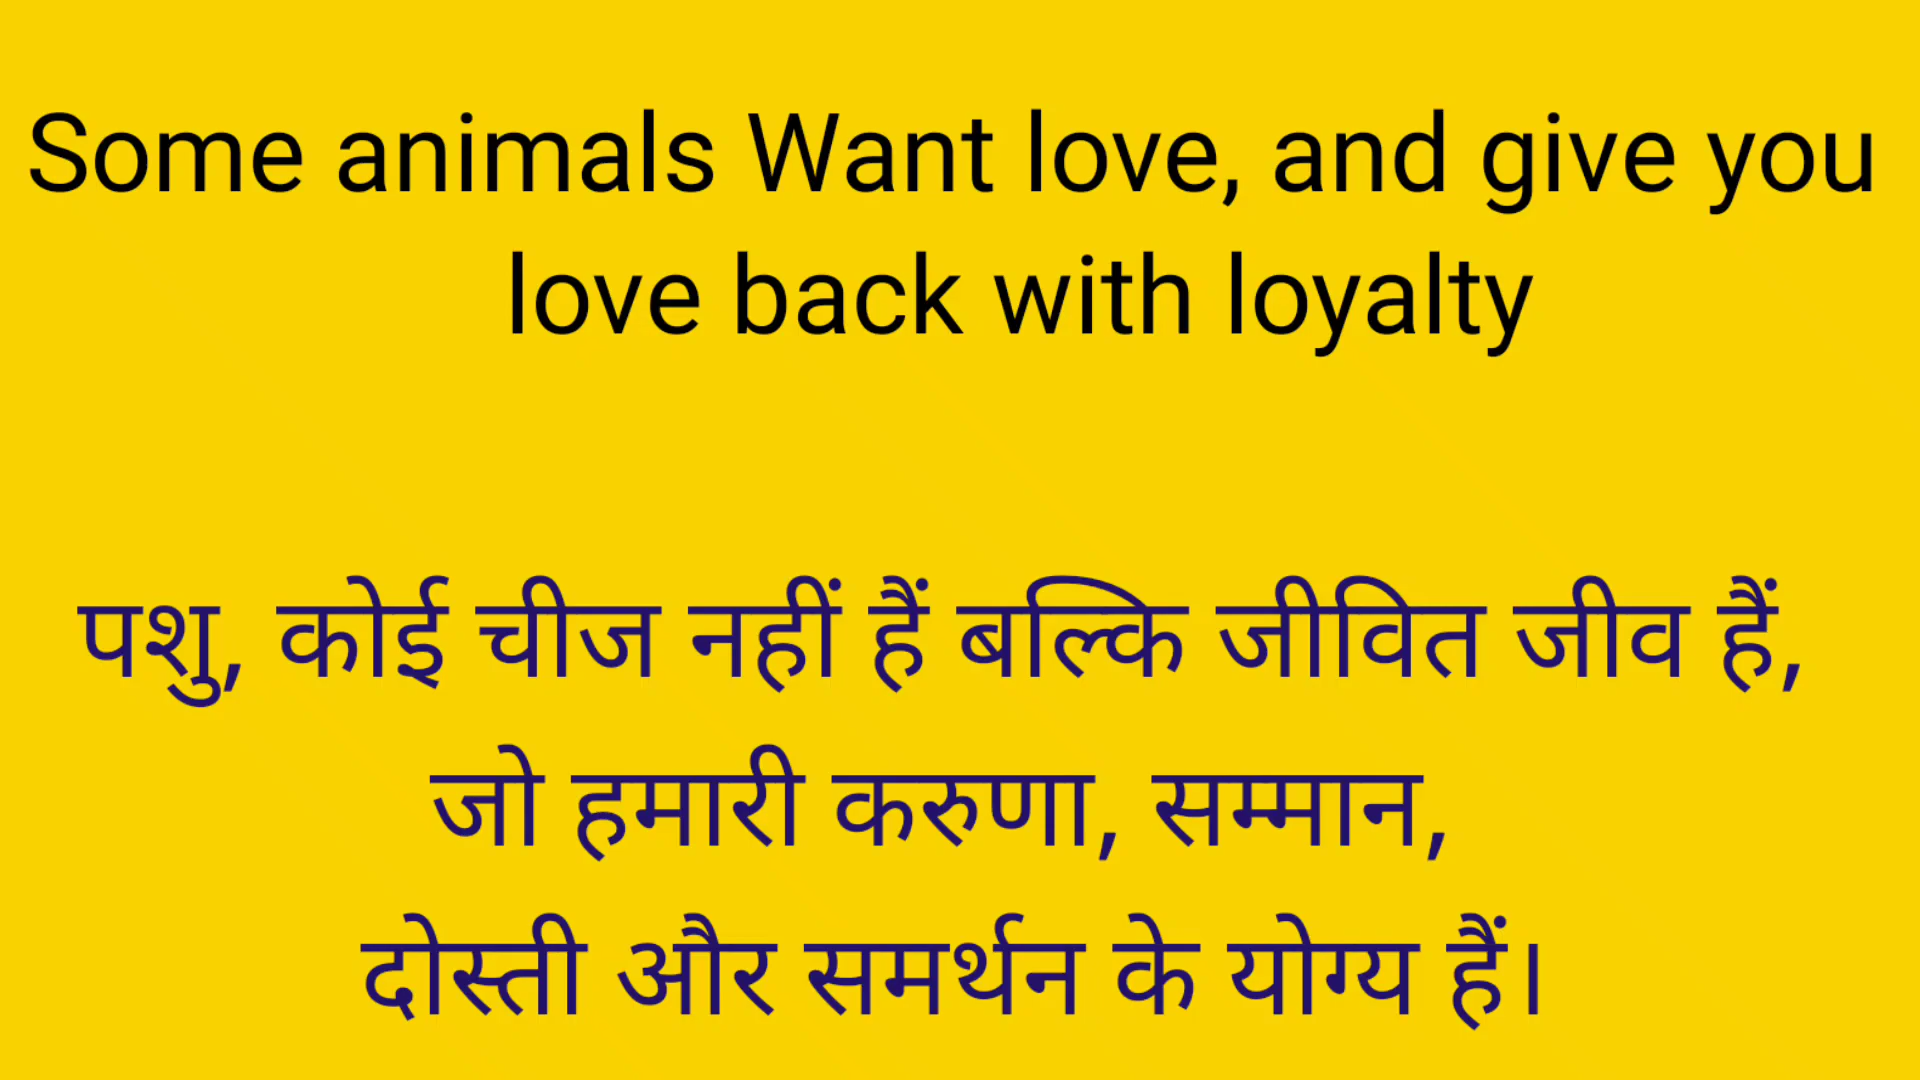 Some animals Want love, and give you
love back with loyalty
पशु, कोई चीज नहीं हैं बल्कि जीवित जीव हैं,
जो हमारी करुणा, सम्मान,
दोस्ती और समर्थन के योग्य हैं।